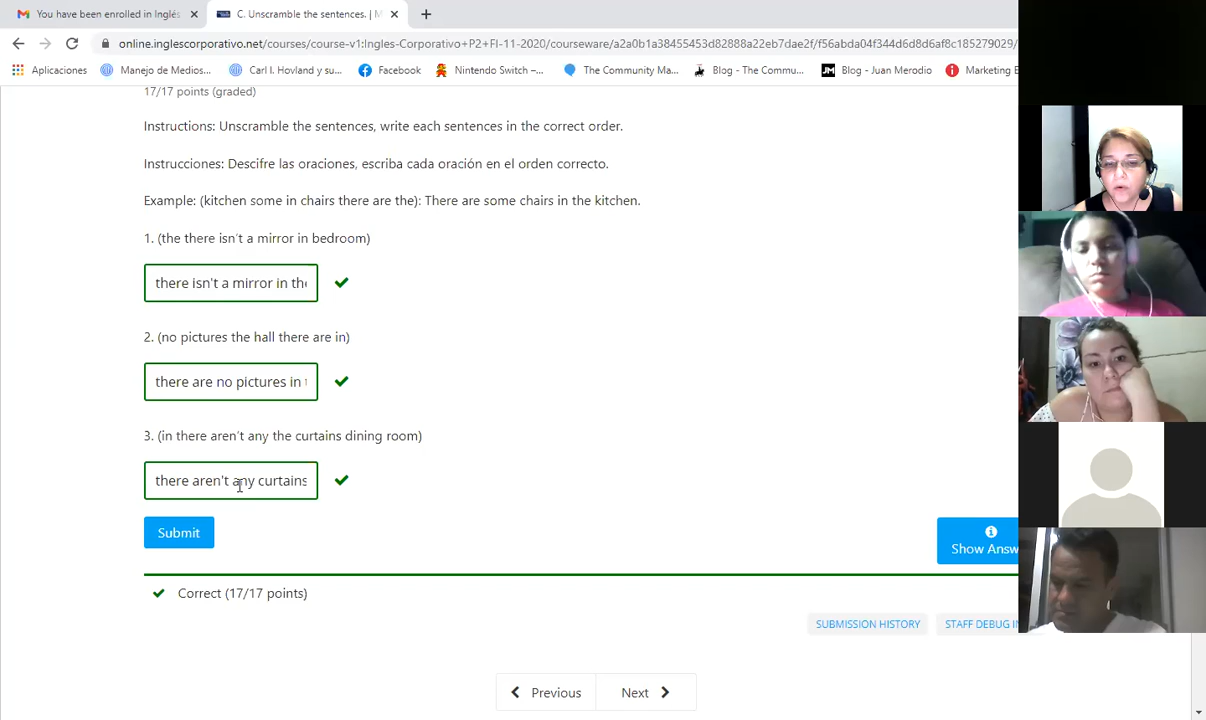 You have been enrolled in Inglés
C. Unscramble the sentences. | M
online.inglescorporativo.net/courses/course-v1:Ingles-Corporativo+P2+FI-11-2020/courseware/a2a0b1a38455453d82888a22eb7dae2f/f56abda04f344d6d8d6af8c185279029/
Aplicaciones
Manejo de Medios...
Carl I. Hovland y su...
Facebook
Nintendo Switch –...
The Community Ma...
Blog - The Commu...
JM Blog - Juan Merodio
Marketing E
17/17 points (graded)
Instructions: Unscramble the sentences, write each sentences in the correct order.
Instrucciones: Descifre las oraciones, escriba cada oración en el orden correcto.
Example: (kitchen some in chairs there are the): There are some chairs in the kitchen.
1. (the there isn´t a mirror in bedroom)
there isn't a mirror in the
2. (no pictures the hall there are in)
there are no pictures in
3. (in there aren´t any the curtains dining room)
there aren't any curtains
Submit
Show Answ
Correct (17/17 points)
SUBMISSION HISTORY
STAFF DEBUG IN
Previous
Next